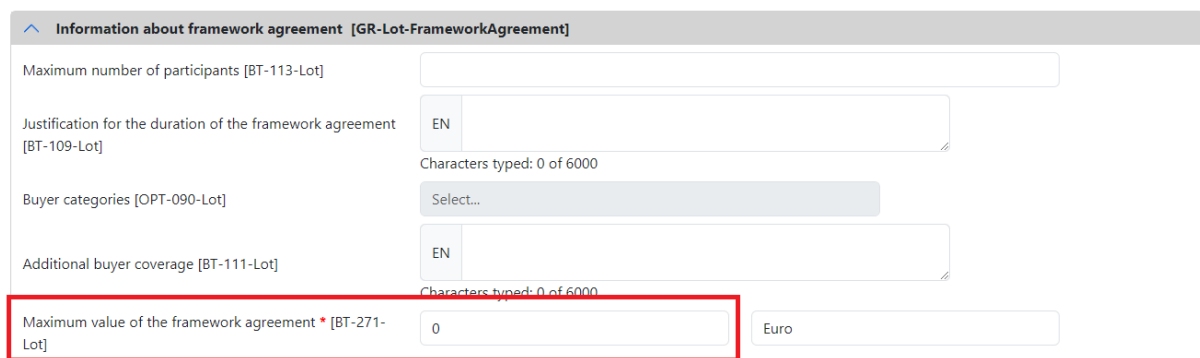 Information about framework agreement [GR-Lot-FrameworkAgreement]
Maximum number of participants [BT-113-Lot]
Justification for the duration of the framework agreement
[BT-109-Lot]
EN
Characters typed: 0 of 6000
Buyer categories [OPT-090-Lot]
Select...
Additional buyer coverage [BT-111-Lot]
EN
Characters typed: 0 of 6000
Maximum value of the framework agreement * [BT-271-
Lot]
0
Euro